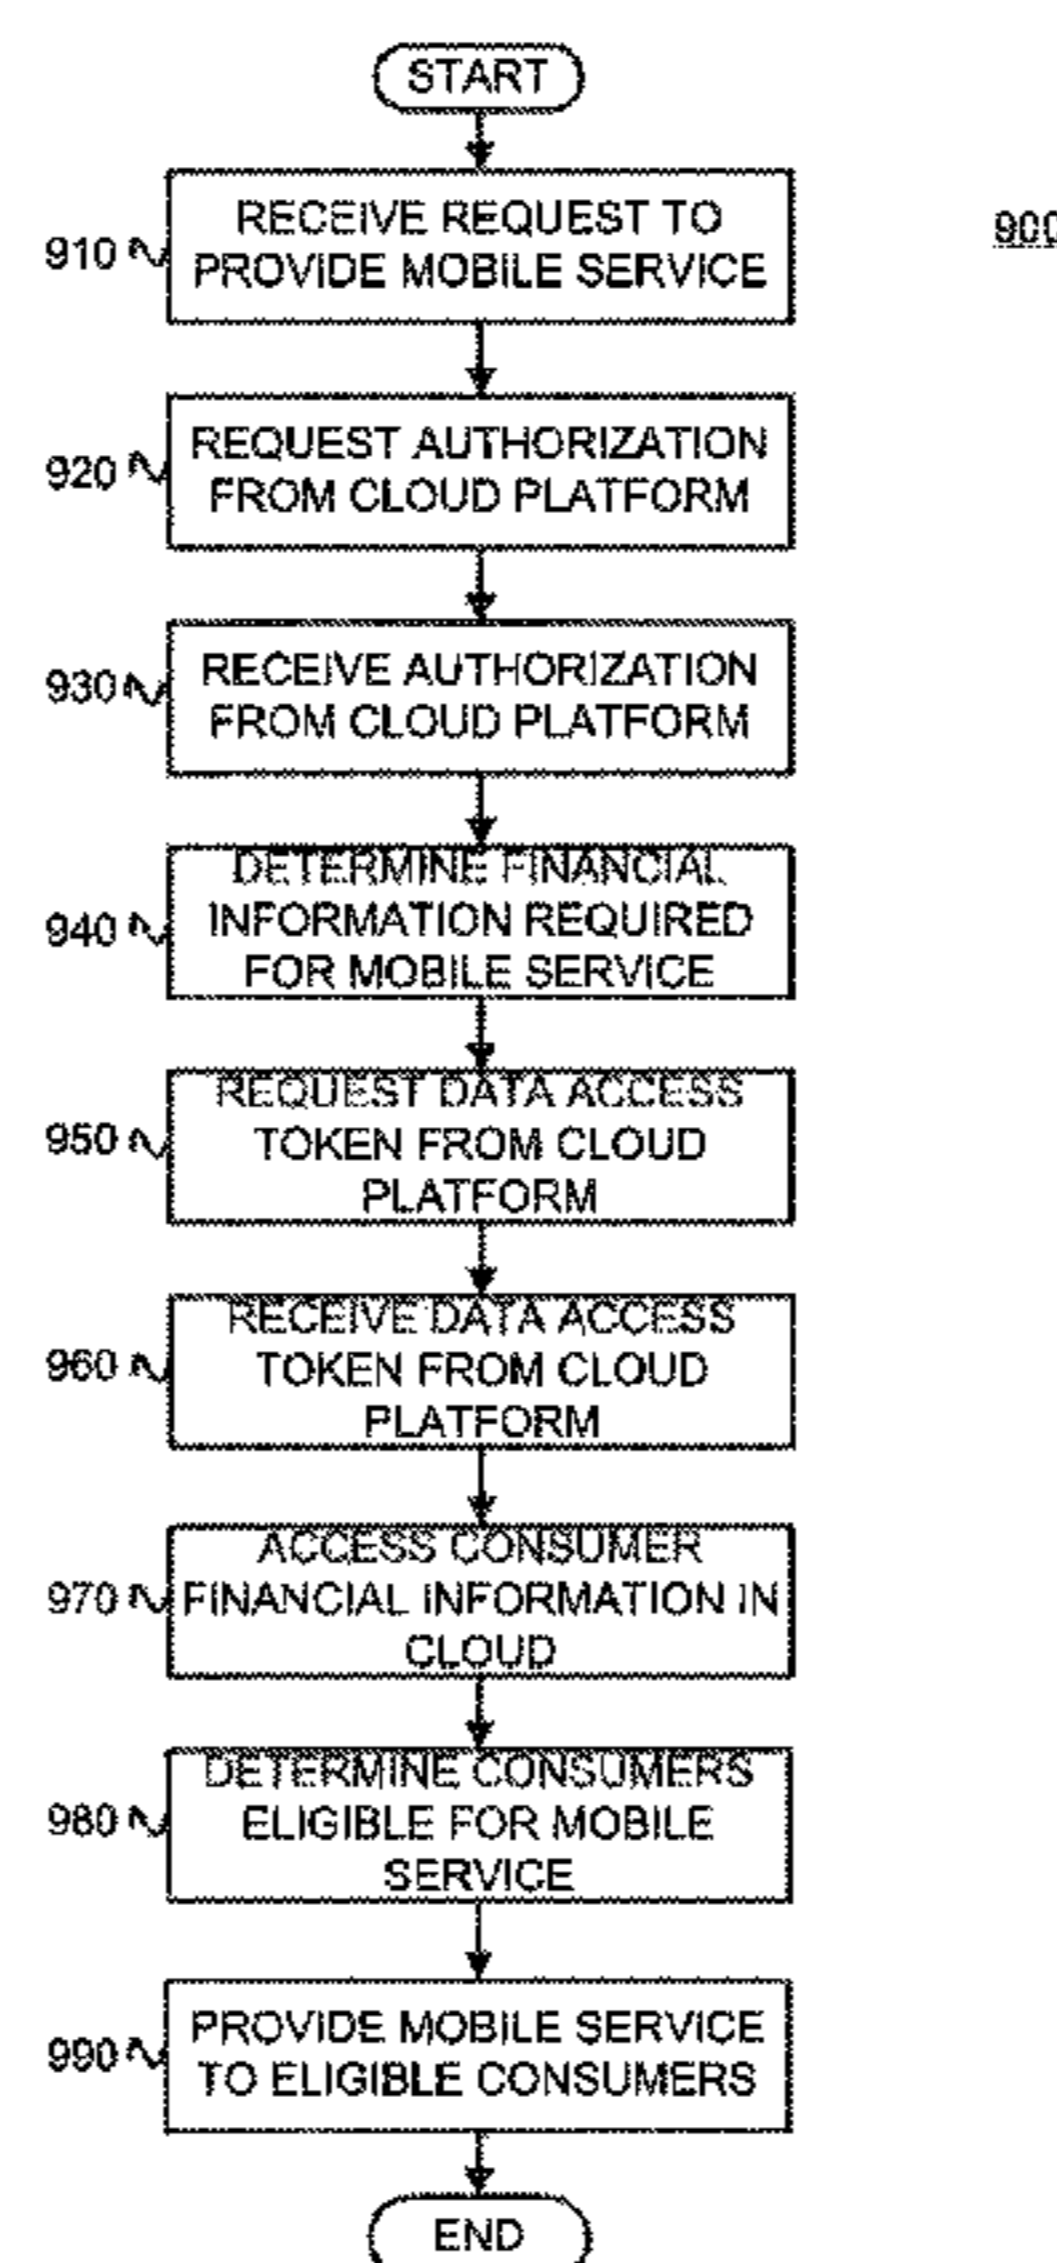 START
900
910
RECEIVE REQUEST TO
PROVIDE MOBILE SERVICE
920
REQUEST AUTHORIZATION
FROM CLOUD PLATFORM
930
RECEIVE AUTHORIZATION
FROM CLOUD PLATFORM
940
DETERMINE FINANCIAL
INFORMATION REQUIRED
FOR MOBILE SERVICE
950
REQUEST DATA ACCESS
TOKEN FROM CLOUD
PLATFORM
960
RECEIVE DATA ACCESS
TOKEN FROM CLOUD
PLATFORM
970
ACCESS CONSUMER
FINANCIAL INFORMATION IN
CLOUD
980
DETERMINE CONSUMERS
ELIGIBLE FOR MOBILE
SERVICE
990
PROVIDE MOBILE SERVICE
TO ELIGIBLE CONSUMERS
END